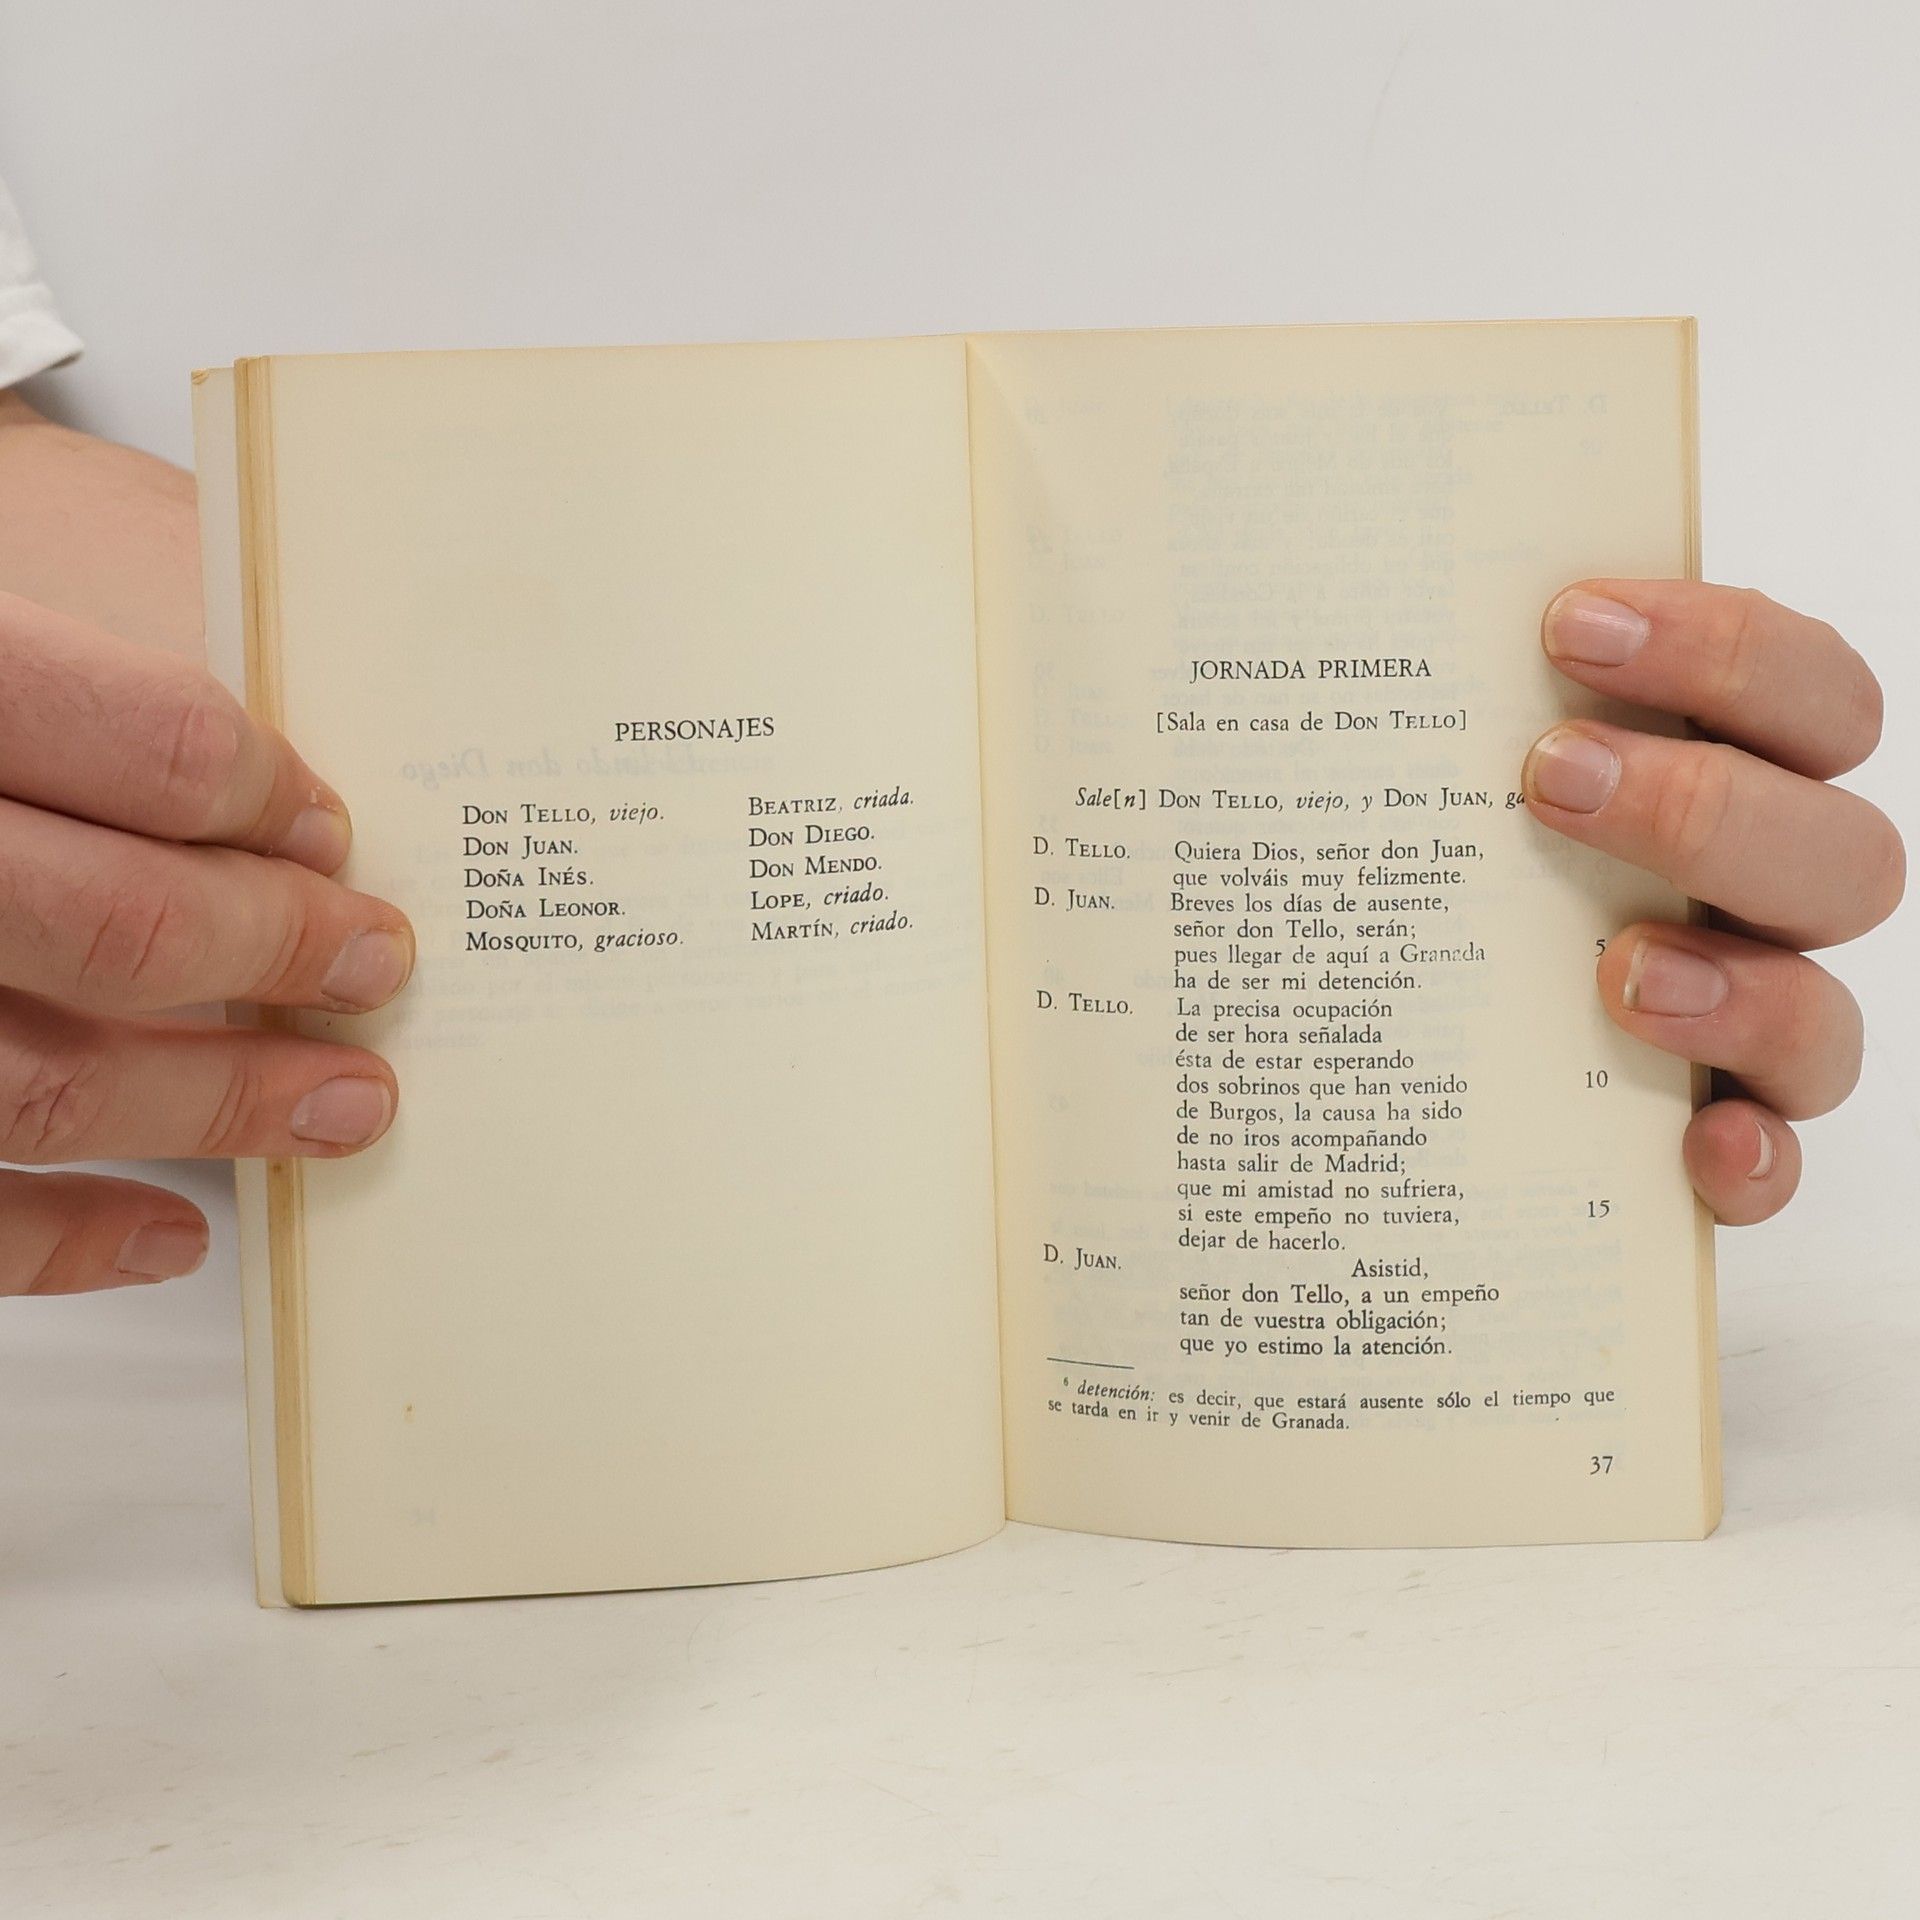 PERSONAJES
DON TELLO, viejo.
DON JUAN.
DOÑA INÉS.
DOÑA LEONOR.
MOSQUITO, gracioso.
BEATRIZ, criada.
DON DIEGO.
DON MENDO.
LOPE, criado.
MARTÍN, criado.
JORNADA PRIMERA
[Sala en casa de DON TELLO]
Sale[n] DON TELLO, viejo, y DON JUAN,
D. TELLO. Quiera Dios, señor don Juan,
que volváis muy felizmente.
D. JUAN. Breves los días de ausente,
señor don Tello, serán;
pues llegar de aquí a Granada 5
ha de ser mi detención.
D. TELLO. La precisa ocupación
de ser hora señalada
ésta de estar esperando
dos sobrinos que han venido 10
de Burgos, la causa ha sido
de no iros acompañando
hasta salir de Madrid;
que mi amistad no sufriera,
si este empeño no tuviera, 15
dejar de hacerlo.
D. JUAN. Asistid,
señor don Tello, a un empeño
tan de vuestra obligación;
que yo estimo la atención.
6 detención: es decir, que estará ausente sólo el tiempo que
se tarda en ir y venir de Granada.
37